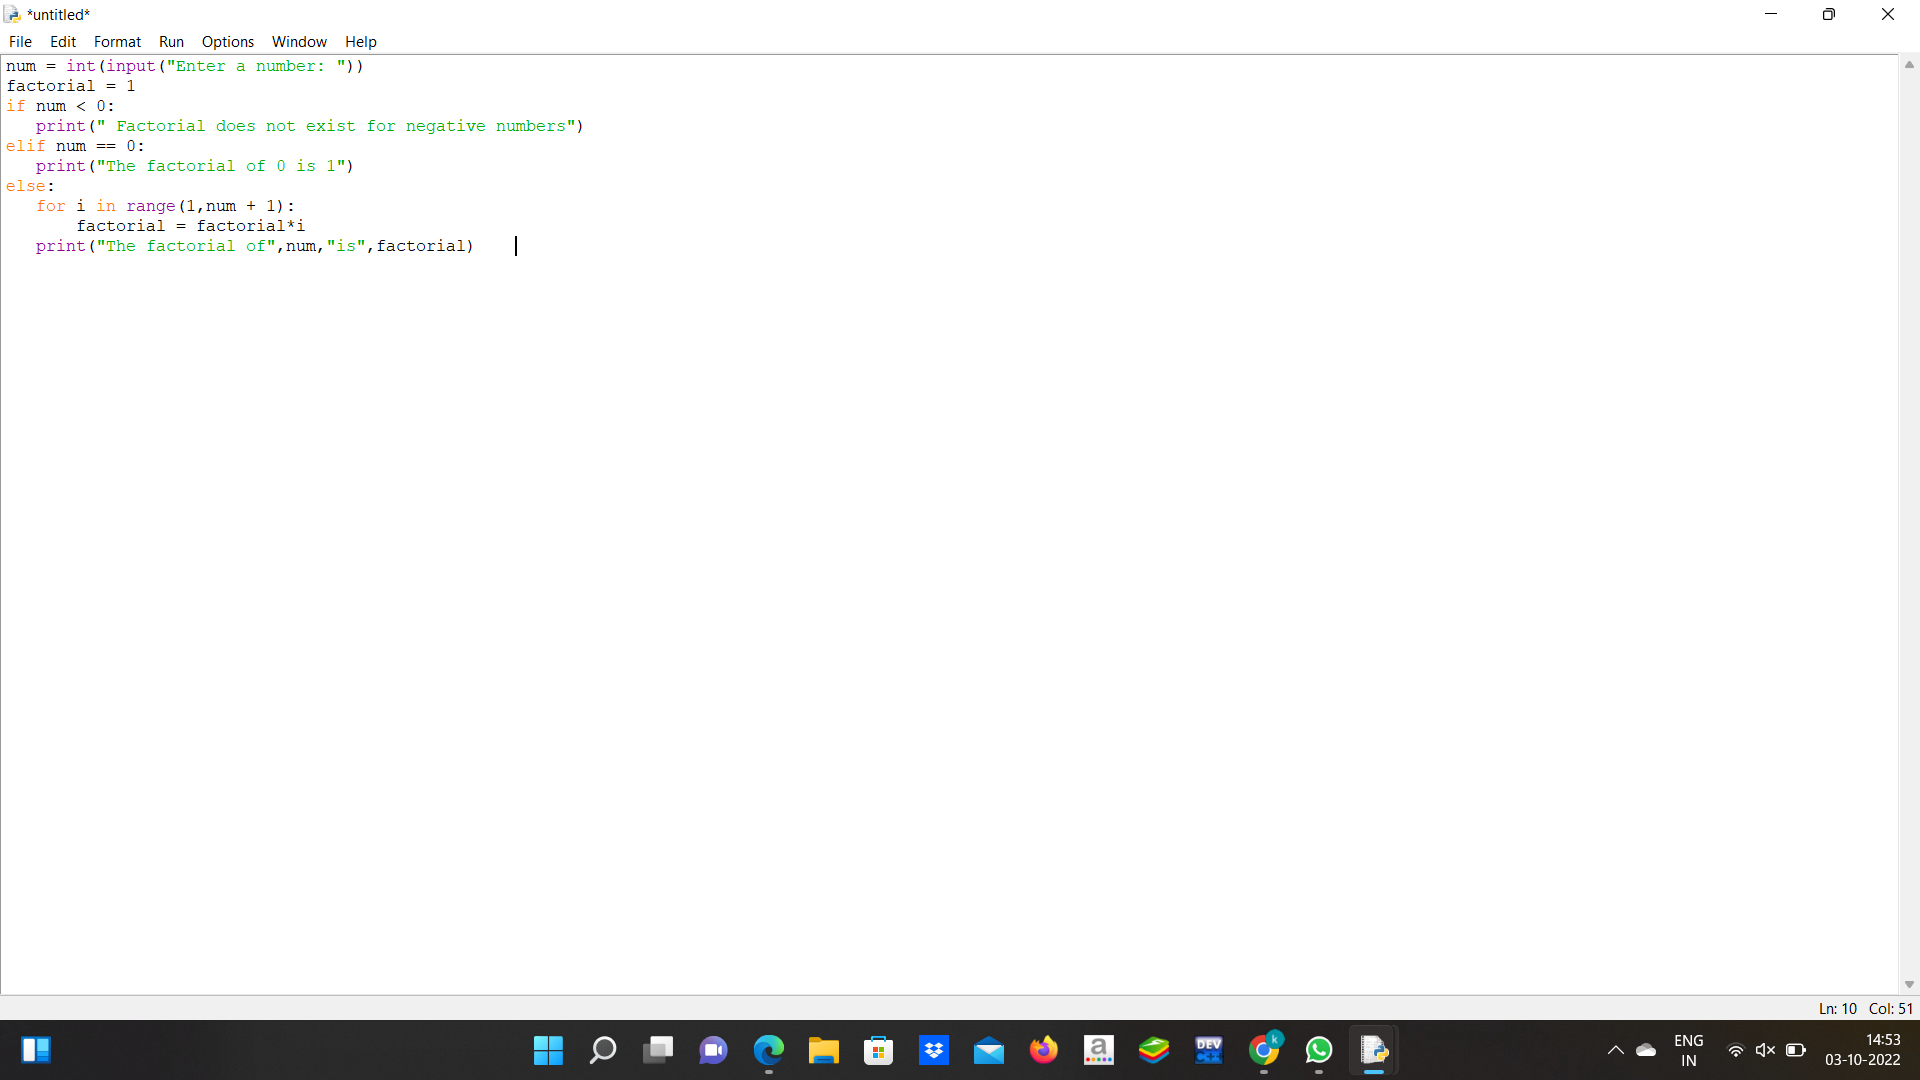 *untitled*
File Edit Format Run Options Window Help
num = int(input("Enter a number: "))
factorial = 1
if num < 0:
   print(" Factorial does not exist for negative numbers")
elif num == 0:
   print("The factorial of 0 is 1")
else:
   for i in range(1,num + 1):
       factorial = factorial*i
   print("The factorial of",num,"is",factorial)
Ln: 10 Col: 51
a
DEV
C++
k
ENG
IN
14:53
03-10-2022